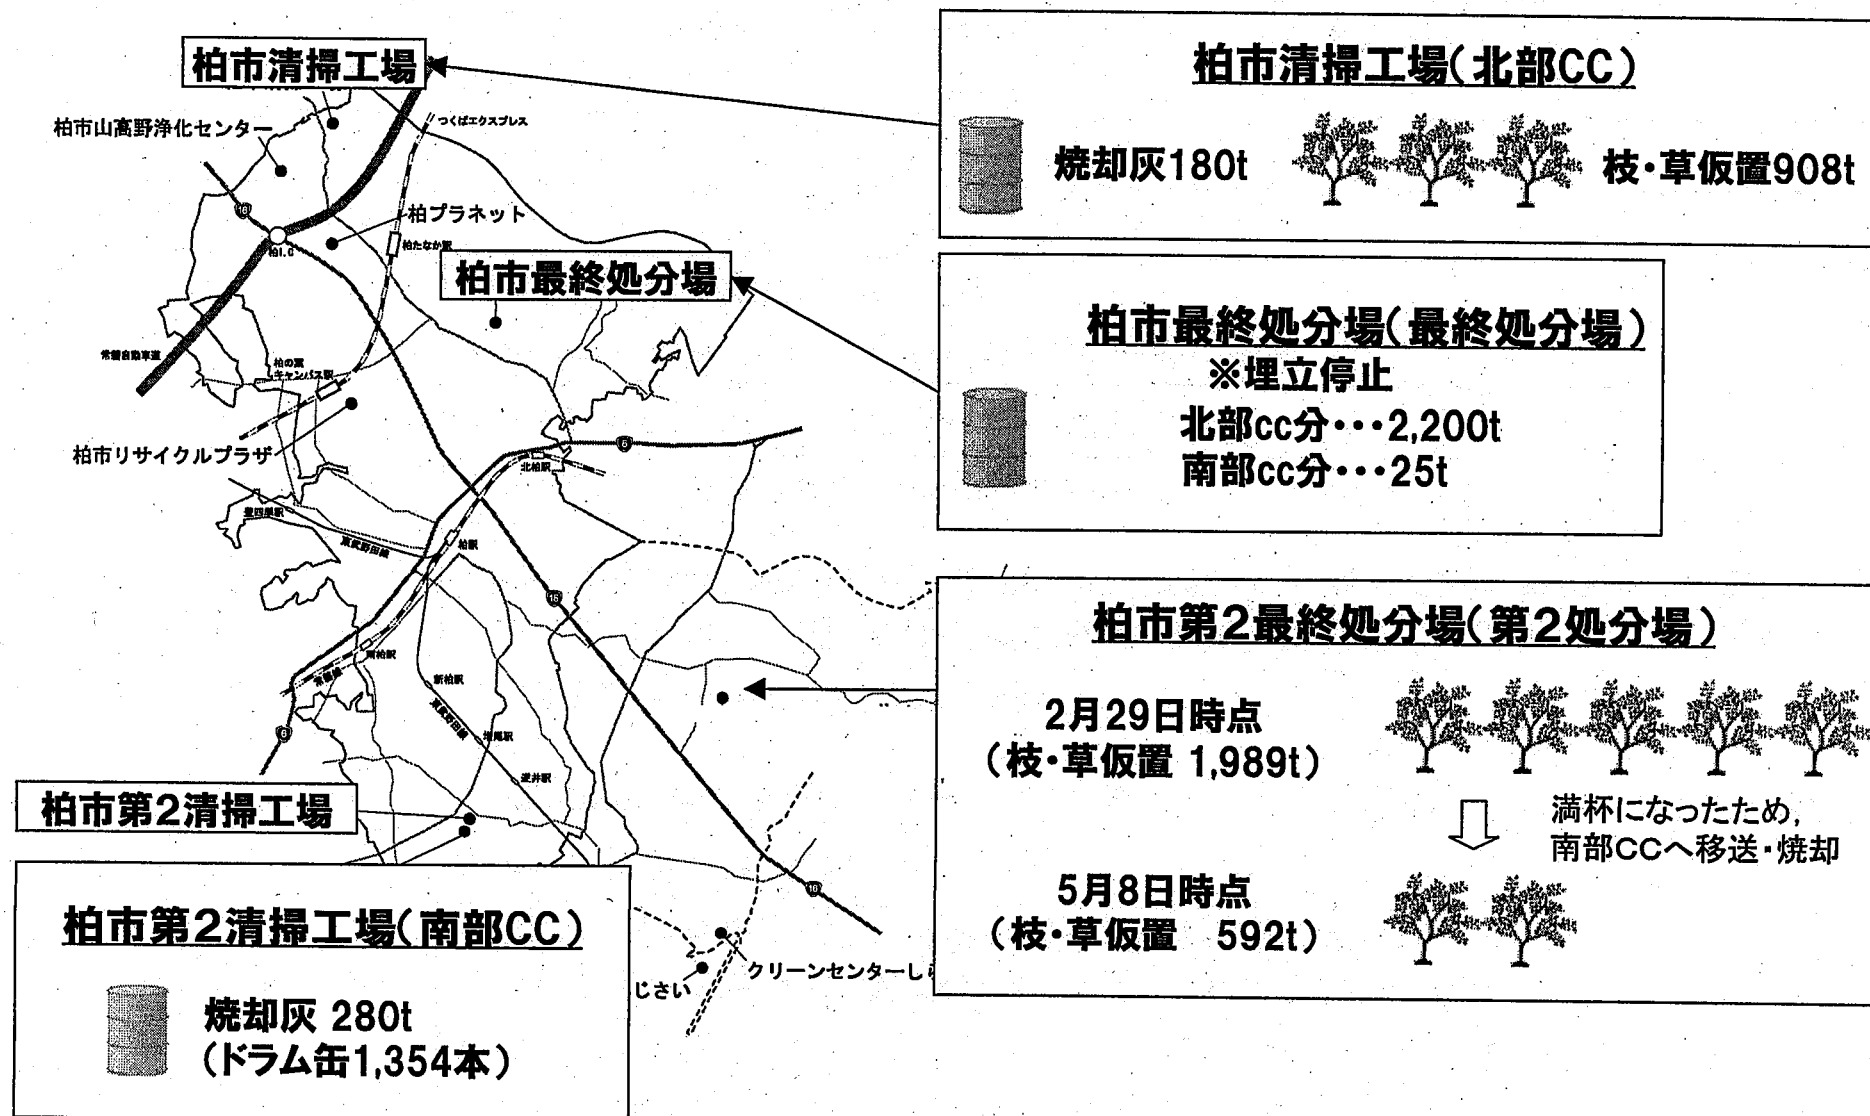 柏市清掃工場
柏市山高野浄化センター
つくばエクスプレス
16
柏プラネット
柏I.C
柏たなか駅
柏市最終処分場
常磐自動車道
柏の葉
キャンパス駅
柏市リサイクルプラザ
6
北柏駅
豊四季駅
東武野田線
柏駅
16
南柏駅
常磐線
新柏駅
東武野田線
増尾駅
逆井駅
6
柏市第2清掃工場
16
クリーンセンターし
じさい
柏市清掃工場(北部CC)
焼却灰180t
枝・草仮置908t
柏市最終処分場(最終処分場)
※埋立停止
北部cc分・・・2,200t
南部cc分・・・25t
柏市第2最終処分場(第2処分場)
2月29日時点
(枝・草仮置 1,989t)
満杯になったため,
南部CCへ移送・焼却
5月8日時点
(枝・草仮置 592t)
柏市第2清掃工場(南部CC)
焼却灰 280t
(ドラム缶1,354本)